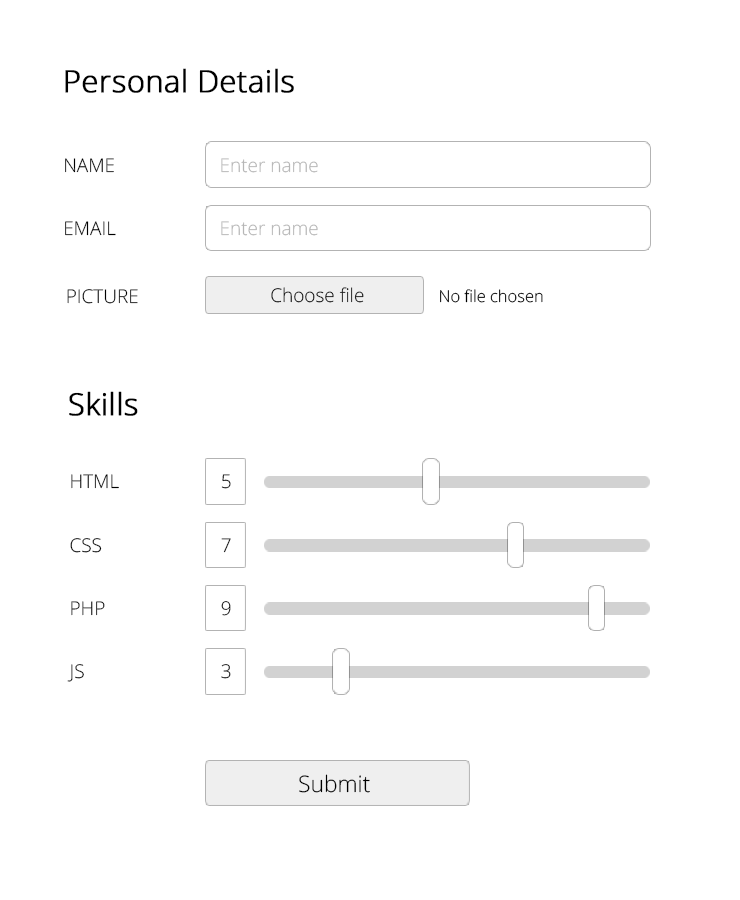 Personal Details
NAME Enter name
EMAIL Enter name
PICTURE Choose file No file chosen
Skills
HTML 5
CSS 7
PHP 9
JS 3
Submit